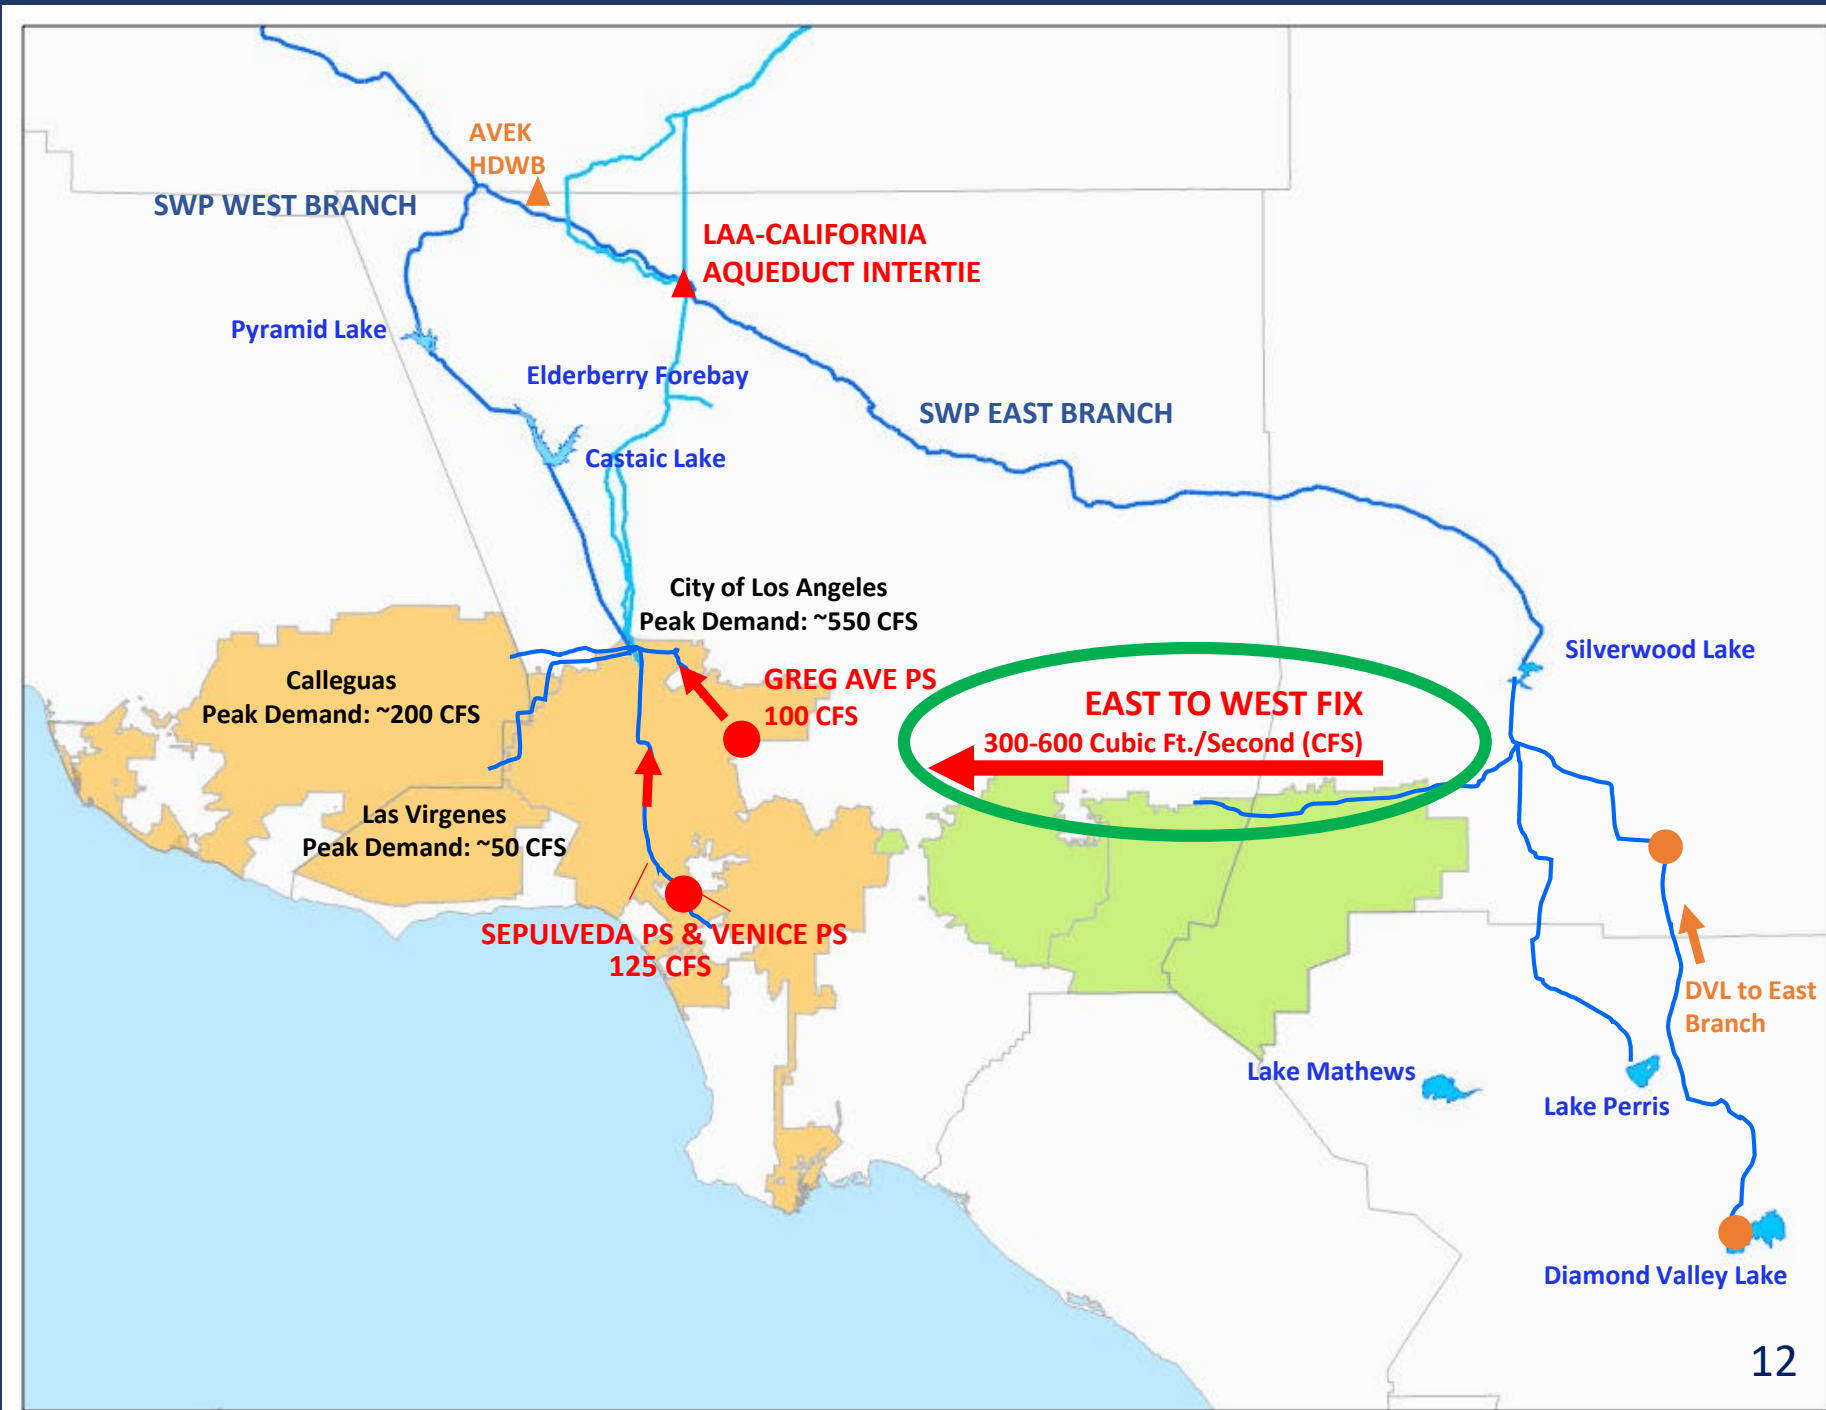 AVEK
HDWB
SWP WEST BRANCH
LAA-CALIFORNIA
AQUEDUCT INTERTIE
Pyramid Lake
Elderberry Forebay
SWP EAST BRANCH
Castaic Lake
City of Los Angeles
Peak Demand: ~550 CFS
Silverwood Lake
Calleguas
Peak Demand: ~200 CFS
GREG AVE PS
100 CFS
EAST TO WEST FIX
300-600 Cubic Ft./Second (CFS)
Las Virgenes
Peak Demand: ~50 CFS
SEPULVEDA PS & VENICE PS
125 CFS
DVL to East
Branch
Lake Mathews
Lake Perris
Diamond Valley Lake
12